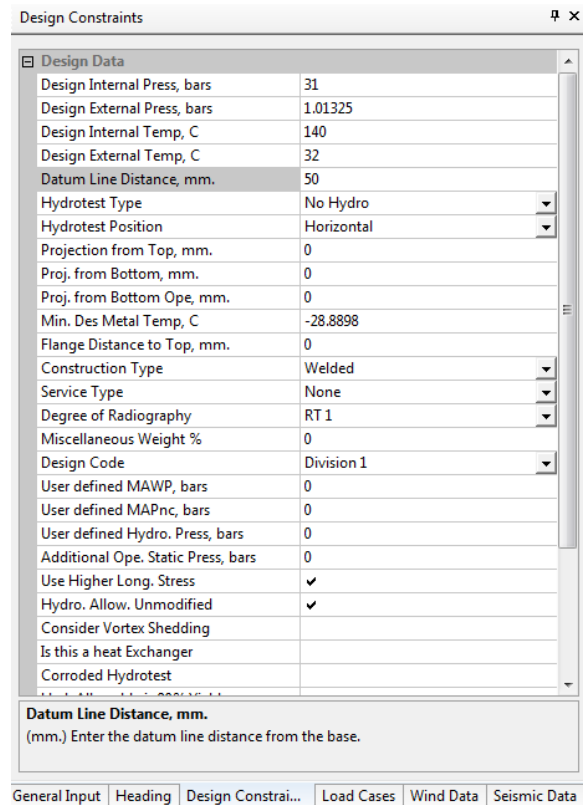 Design Constraints
Design Data
Design Internal Press, bars 31
Design External Press, bars 1.01325
Design Internal Temp, C 140
Design External Temp, C 32
Datum Line Distance, mm. 50
Hydrotest Type No Hydro
Hydrotest Position Horizontal
Projection from Top, mm. 0
Proj. from Bottom, mm. 0
Proj. from Bottom Ope, mm. 0
Min. Des Metal Temp, C -28.8898
Flange Distance to Top, mm. 0
Construction Type Welded
Service Type None
Degree of Radiography RT 1
Miscellaneous Weight % 0
Design Code Division 1
User defined MAWP, bars 0
User defined MAPnc, bars 0
User defined Hydro. Press, bars 0
Additional Ope. Static Press, bars 0
Use Higher Long. Stress ✔
Hydro. Allow. Unmodified ✔
Consider Vortex Shedding
Is this a heat Exchanger
Corroded Hydrotest
Datum Line Distance, mm.
(mm.) Enter the datum line distance from the base.
General Input Heading Design Constrai... Load Cases Wind Data Seismic Data